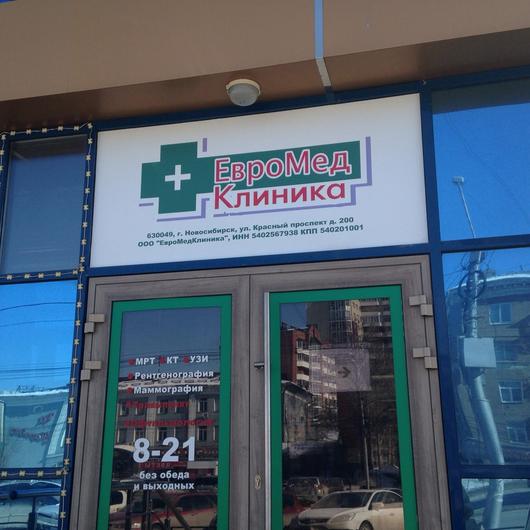 ЕвроМед
Клиника
630049, г. Новосибирск, ул. Красный проспект д. 200
ООО "ЕвроМедКлиника", ИНН 5402567938 КПП 540201001
МРТ КТ УЗИ
Рентгенография
Маммография
8-21
без обеда
и выходных